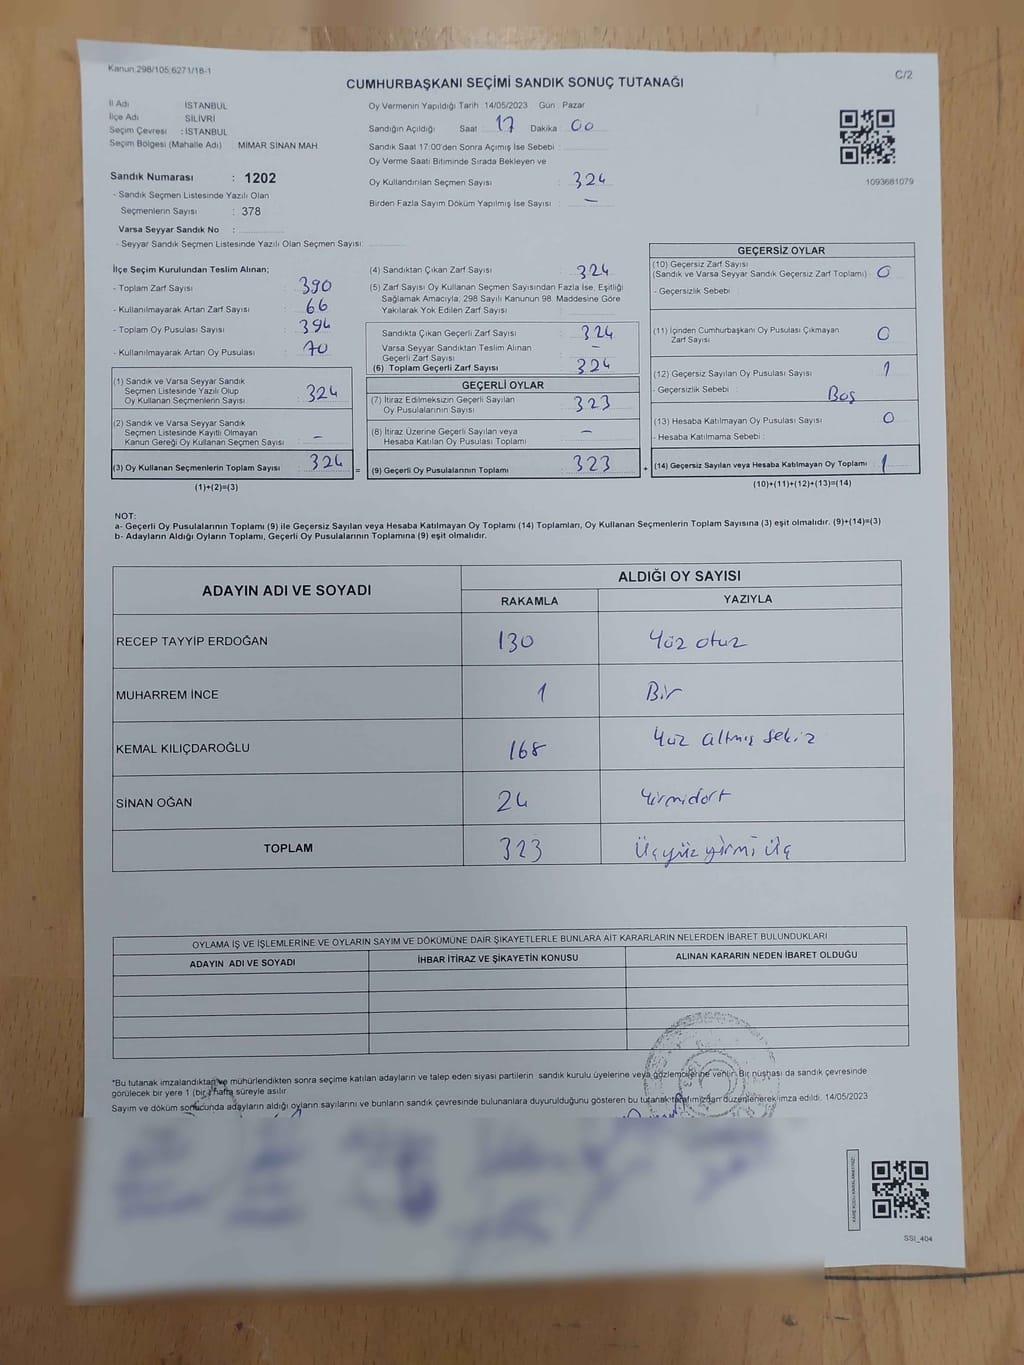 Kanun.298/105;6271/18-1
C/2
CUMHURBAŞKANI SEÇİMİ SANDIK SONUÇ TUTANAĞI
İl Adı İSTANBUL
İlçe Adı SİLİVRİ
Seçim Çevresi : İSTANBUL
Seçim Bölgesi (Mahalle Adı) MİMAR SİNAN MAH.
Sandık Numarası : 1202
- Sandık Seçmen Listesinde Yazılı Olan
Seçmenlerin Sayısı : 378
Varsa Seyyar Sandık No :
- Seyyar Sandık Seçmen Listesinde Yazılı Olan Seçmen Sayısı:
Oy Vermenin Yapıldığı Tarih 14/05/2023 Gün : Pazar
Sandığın Açıldığı Saat 17 Dakika 00
Sandık Saat 17:00'den Sonra Açımış İse Sebebi :
Oy Verme Saati Bitiminde Sırada Bekleyen ve
Oy Kullandırılan Seçmen Sayısı : 324
Birden Fazla Sayım Döküm Yapılmış İse Sayısı : —
1093681079
İlçe Seçim Kurulundan Teslim Alınan;
- Toplam Zarf Sayısı : 390
- Kullanılmayarak Artan Zarf Sayısı : 66
- Toplam Oy Pusulası Sayısı : 394
- Kullanılmayarak Artan Oy Pusulası : 70
(1) Sandık ve Varsa Seyyar Sandık
Seçmen Listesinde Yazılı Olup
Oy Kullanan Seçmenlerin Sayısı : 324
(2) Sandık ve Varsa Seyyar Sandık
Seçmen Listesinde Kayıtlı Olmayan
Kanun Gereği Oy Kullanan Seçmen Sayısı : —
(3) Oy Kullanan Seçmenlerin Toplam Sayısı : 324
(1)+(2)=(3)
(4) Sandıktan Çıkan Zarf Sayısı : 324
(5) Zarf Sayısı Oy Kullanan Seçmen Sayısından Fazla İse, Eşitliği
Sağlamak Amacıyla, 298 Sayılı Kanunun 98. Maddesine Göre
Yakılarak Yok Edilen Zarf Sayısı :
Sandıkta Çıkan Geçerli Zarf Sayısı : 324
Varsa Seyyar Sandıktan Teslim Alınan
Geçerli Zarf Sayısı : —
(6) Toplam Geçerli Zarf Sayısı : 324
GEÇERLİ OYLAR
(7) İtiraz Edilmeksizin Geçerli Sayılan
Oy Pusulalarının Sayısı : 323
(8) İtiraz Üzerine Geçerli Sayılan veya
Hesaba Katılan Oy Pusulası Toplamı : —
= (9) Geçerli Oy Pusulalarının Toplamı : 323
GEÇERSİZ OYLAR
(10) Geçersiz Zarf Sayısı
(Sandık ve Varsa Seyyar Sandık Geçersiz Zarf Toplamı) : 0
- Geçersizlik Sebebi :
(11) İçinden Cumhurbaşkanı Oy Pusulası Çıkmayan
Zarf Sayısı : 0
(12) Geçersiz Sayılan Oy Pusulası Sayısı : 1
- Geçersizlik Sebebi : Boş
(13) Hesaba Katılmayan Oy Pusulası Sayısı : 0
- Hesaba Katılmama Sebebi :
+ (14) Geçersiz Sayılan veya Hesaba Katılmayan Oy Toplamı : 1
(10)+(11)+(12)+(13)=(14)
NOT:
a- Geçerli Oy Pusulalarının Toplamı (9) ile Geçersiz Sayılan veya Hesaba Katılmayan Oy Toplamı (14) Toplamları, Oy Kullanan Seçmenlerin Toplam Sayısına (3) eşit olmalıdır. (9)+(14)=(3)
b- Adayların Aldığı Oyların Toplamı, Geçerli Oy Pusulalarının Toplamına (9) eşit olmalıdır.
ADAYIN ADI VE SOYADI ALDIĞI OY SAYISI
RAKAMLA YAZIYLA
RECEP TAYYİP ERDOĞAN 130 Yüz otuz
MUHARREM İNCE 1 Bir
KEMAL KILIÇDAROĞLU 168 Yüz altmış sekiz
SİNAN OĞAN 24 Yirmidört
TOPLAM 323 Üçyüz yirmi üç
OYLAMA İŞ VE İŞLEMLERİNE VE OYLARIN SAYIM VE DÖKÜMÜNE DAİR ŞİKAYETLERLE BUNLARA AİT KARARLARIN NELERDEN İBARET BULUNDUKLARI
ADAYIN ADI VE SOYADI İHBAR İTİRAZ VE ŞİKAYETİN KONUSU ALINAN KARARIN NEDEN İBARET OLDUĞU
*Bu tutanak imzalandıktan ve mühürlendikten sonra seçime katılan adayların ve talep eden siyasi partilerin sandık kurulu üyelerine veya gözlemcilerine verilir. Bir nüshası da sandık çevresinde
görülecek bir yere 1 (bir) hafta süreyle asılır.
Sayım ve döküm sonucunda adayların aldığı oyların sayılarını ve bunların sandık çevresinde bulunanlara duyurulduğunu gösteren bu tutanak tarafımızdan düzenlenerek imza edildi. 14/05/2023
SSI_404